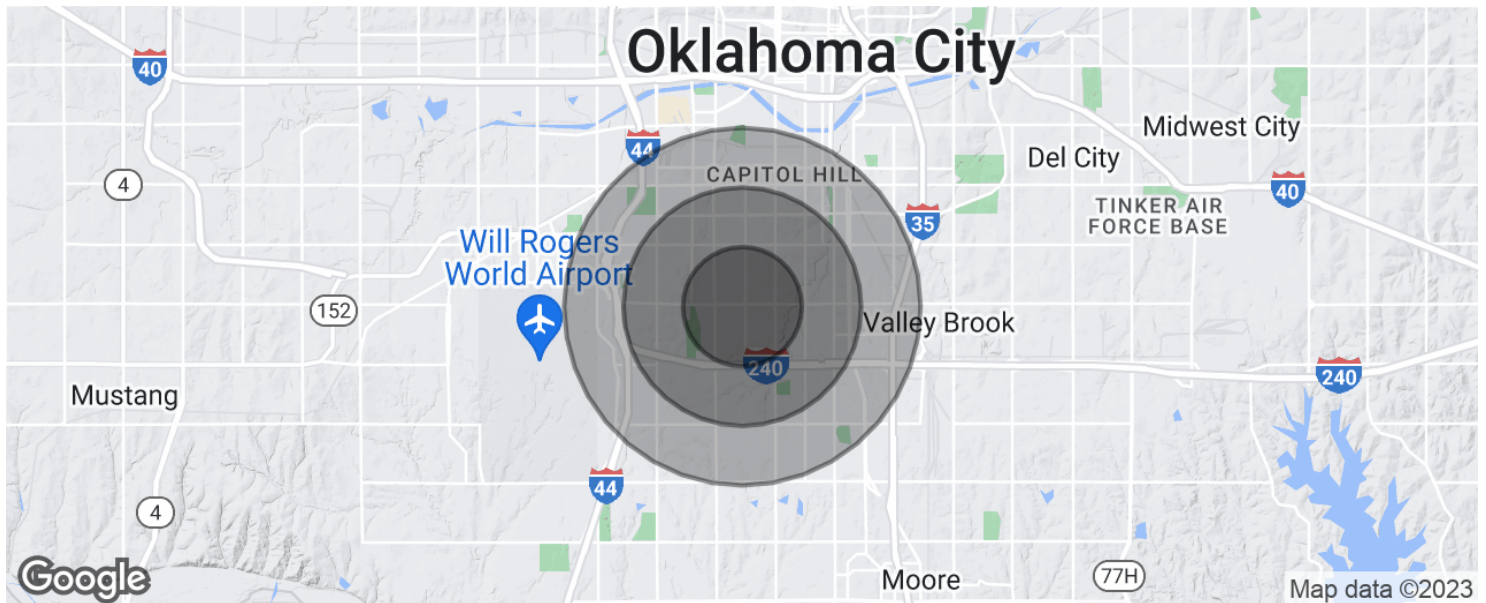 Oklahoma City
40
Midwest City
44
Del City
CAPITOL HILL
4
40
TINKER AIR
FORCE BASE
35
Will Rogers
World Airport
152
Valley Brook
240
240
Mustang
44
4
Moore
77H
Google
Map data ©2023